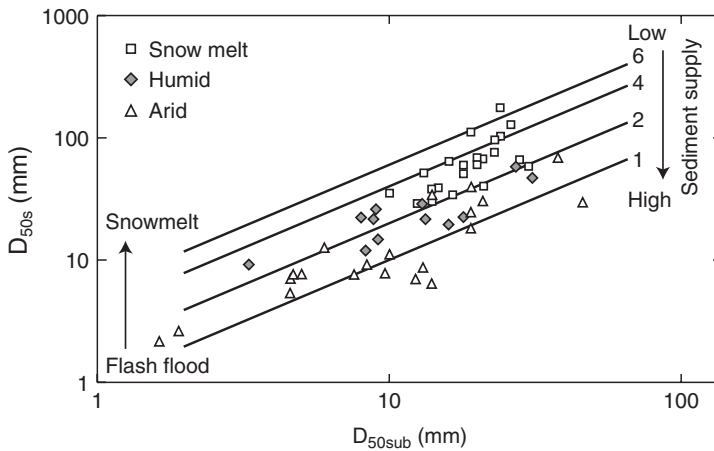 1000
100
10
1
D50s (mm)
Snow melt
Humid
Arid
Snowmelt
Flash flood
6
4
2
1
Low
High
Sediment supply
1
10
100
D50sub (mm)